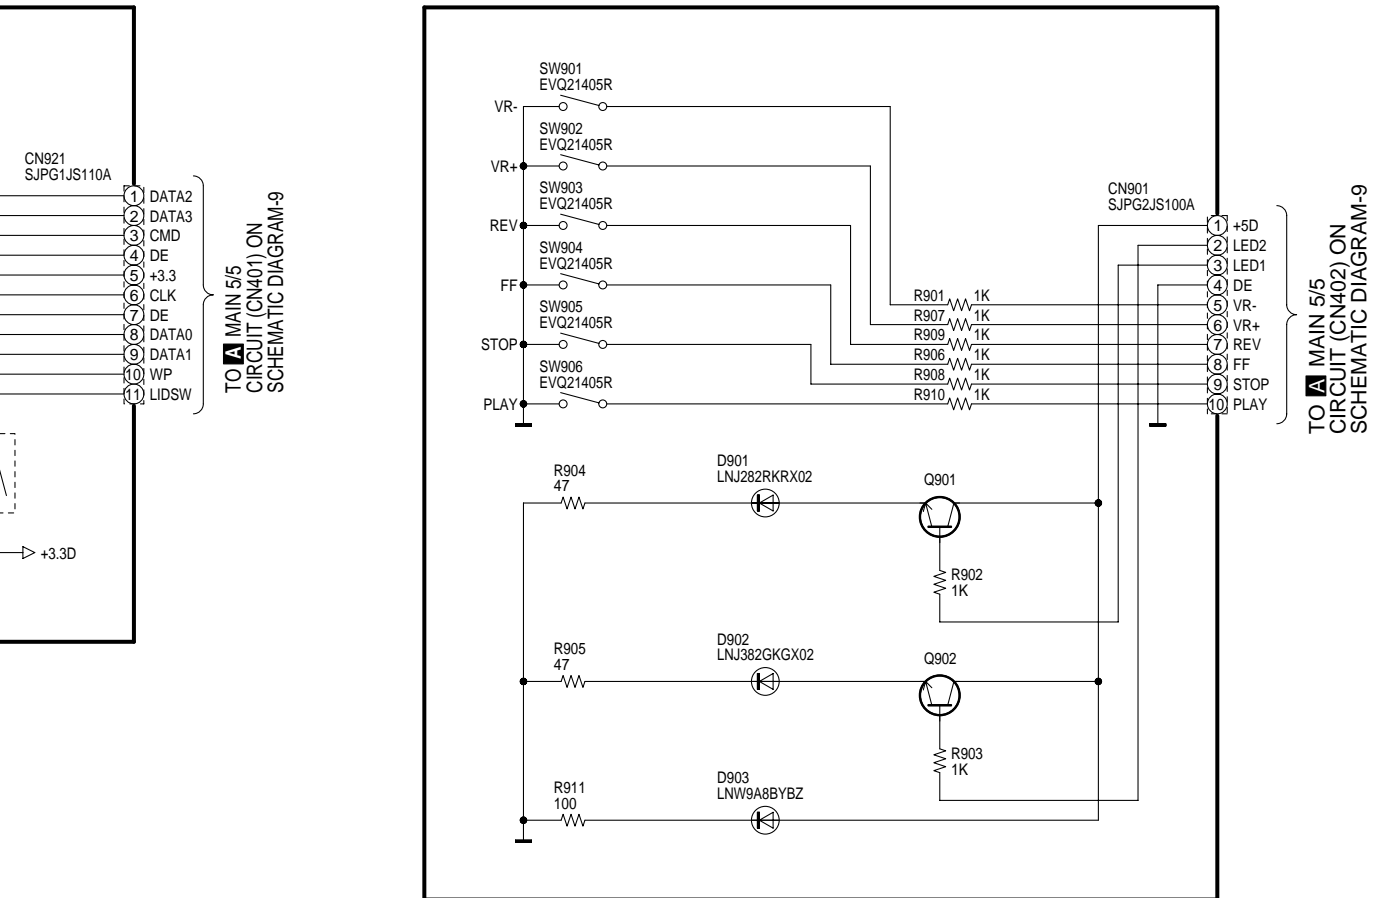 CN921
SJPG1JS110A
1 DATA2
2 DATA3
3 CMD
4 DE
5 +3.3
6 CLK
7 DE
8 DATA0
9 DATA1
10 WP
11 LIDSW
TO A MAIN 5/5
CIRCUIT (CN401) ON
SCHEMATIC DIAGRAM-9
+3.3D
SW901
EVQ21405R
VR-
SW902
EVQ21405R
VR+
SW903
EVQ21405R
REV
SW904
EVQ21405R
FF
SW905
EVQ21405R
STOP
SW906
EVQ21405R
PLAY
R901 1K
R907 1K
R909 1K
R906 1K
R908 1K
R910 1K
CN901
SJPG2JS100A
1 +5D
2 LED2
3 LED1
4 DE
5 VR-
6 VR+
7 REV
8 FF
9 STOP
10 PLAY
TO A MAIN 5/5
CIRCUIT (CN402) ON
SCHEMATIC DIAGRAM-9
R904
47
D901
LNJ282RKRX02
Q901
R902
1K
R905
47
D902
LNJ382GKGX02
Q902
R903
1K
R911
100
D903
LNW9A8BYBZ